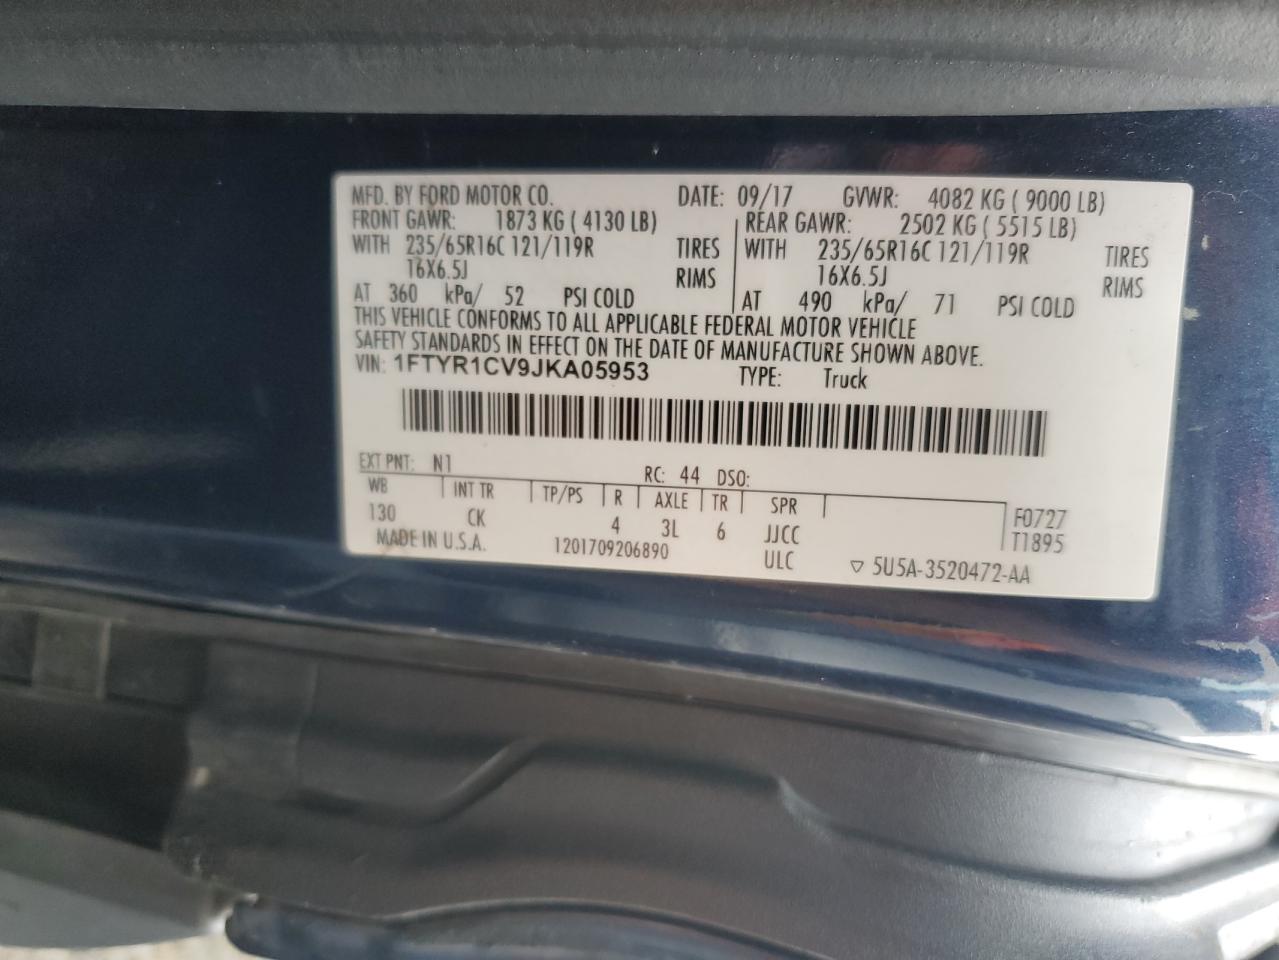 MFD. BY FORD MOTOR CO. DATE: 09/17 GVWR: 4082 KG ( 9000 LB)
FRONT GAWR: 1873 KG ( 4130 LB) REAR GAWR: 2502 KG ( 5515 LB)
WITH 235/65R16C 121/119R TIRES WITH 235/65R16C 121/119R TIRES
16X6.5J RIMS 16X6.5J RIMS
AT 360 kPa/ 52 PSI COLD AT 490 kPa/ 71 PSI COLD
THIS VEHICLE CONFORMS TO ALL APPLICABLE FEDERAL MOTOR VEHICLE
SAFETY STANDARDS IN EFFECT ON THE DATE OF MANUFACTURE SHOWN ABOVE.
VIN: 1FTYR1CV9JKA05953 TYPE: Truck
EXT PNT: N1 RC: 44 DSO:
WB INT TR TP/PS R AXLE TR SPR F0727
130 CK 4 3L 6 JJCC T1895
MADE IN U.S.A. 1201709206890 ULC ▽ 5U5A-3520472-AA